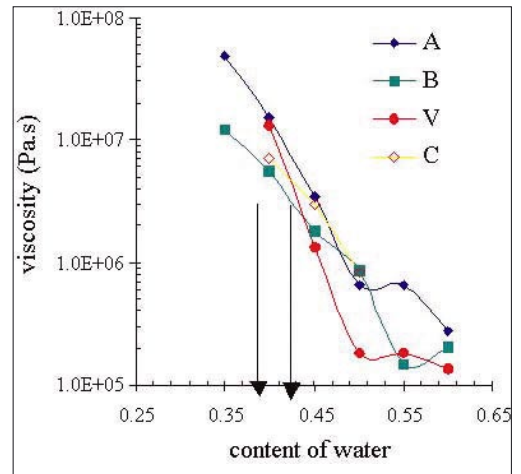 1.0E+08
1.0E+07
1.0E+06
1.0E+05
viscosity (Pa.s)
A
B
V
C
0.25 0.35 0.45 0.55 0.65
content of water